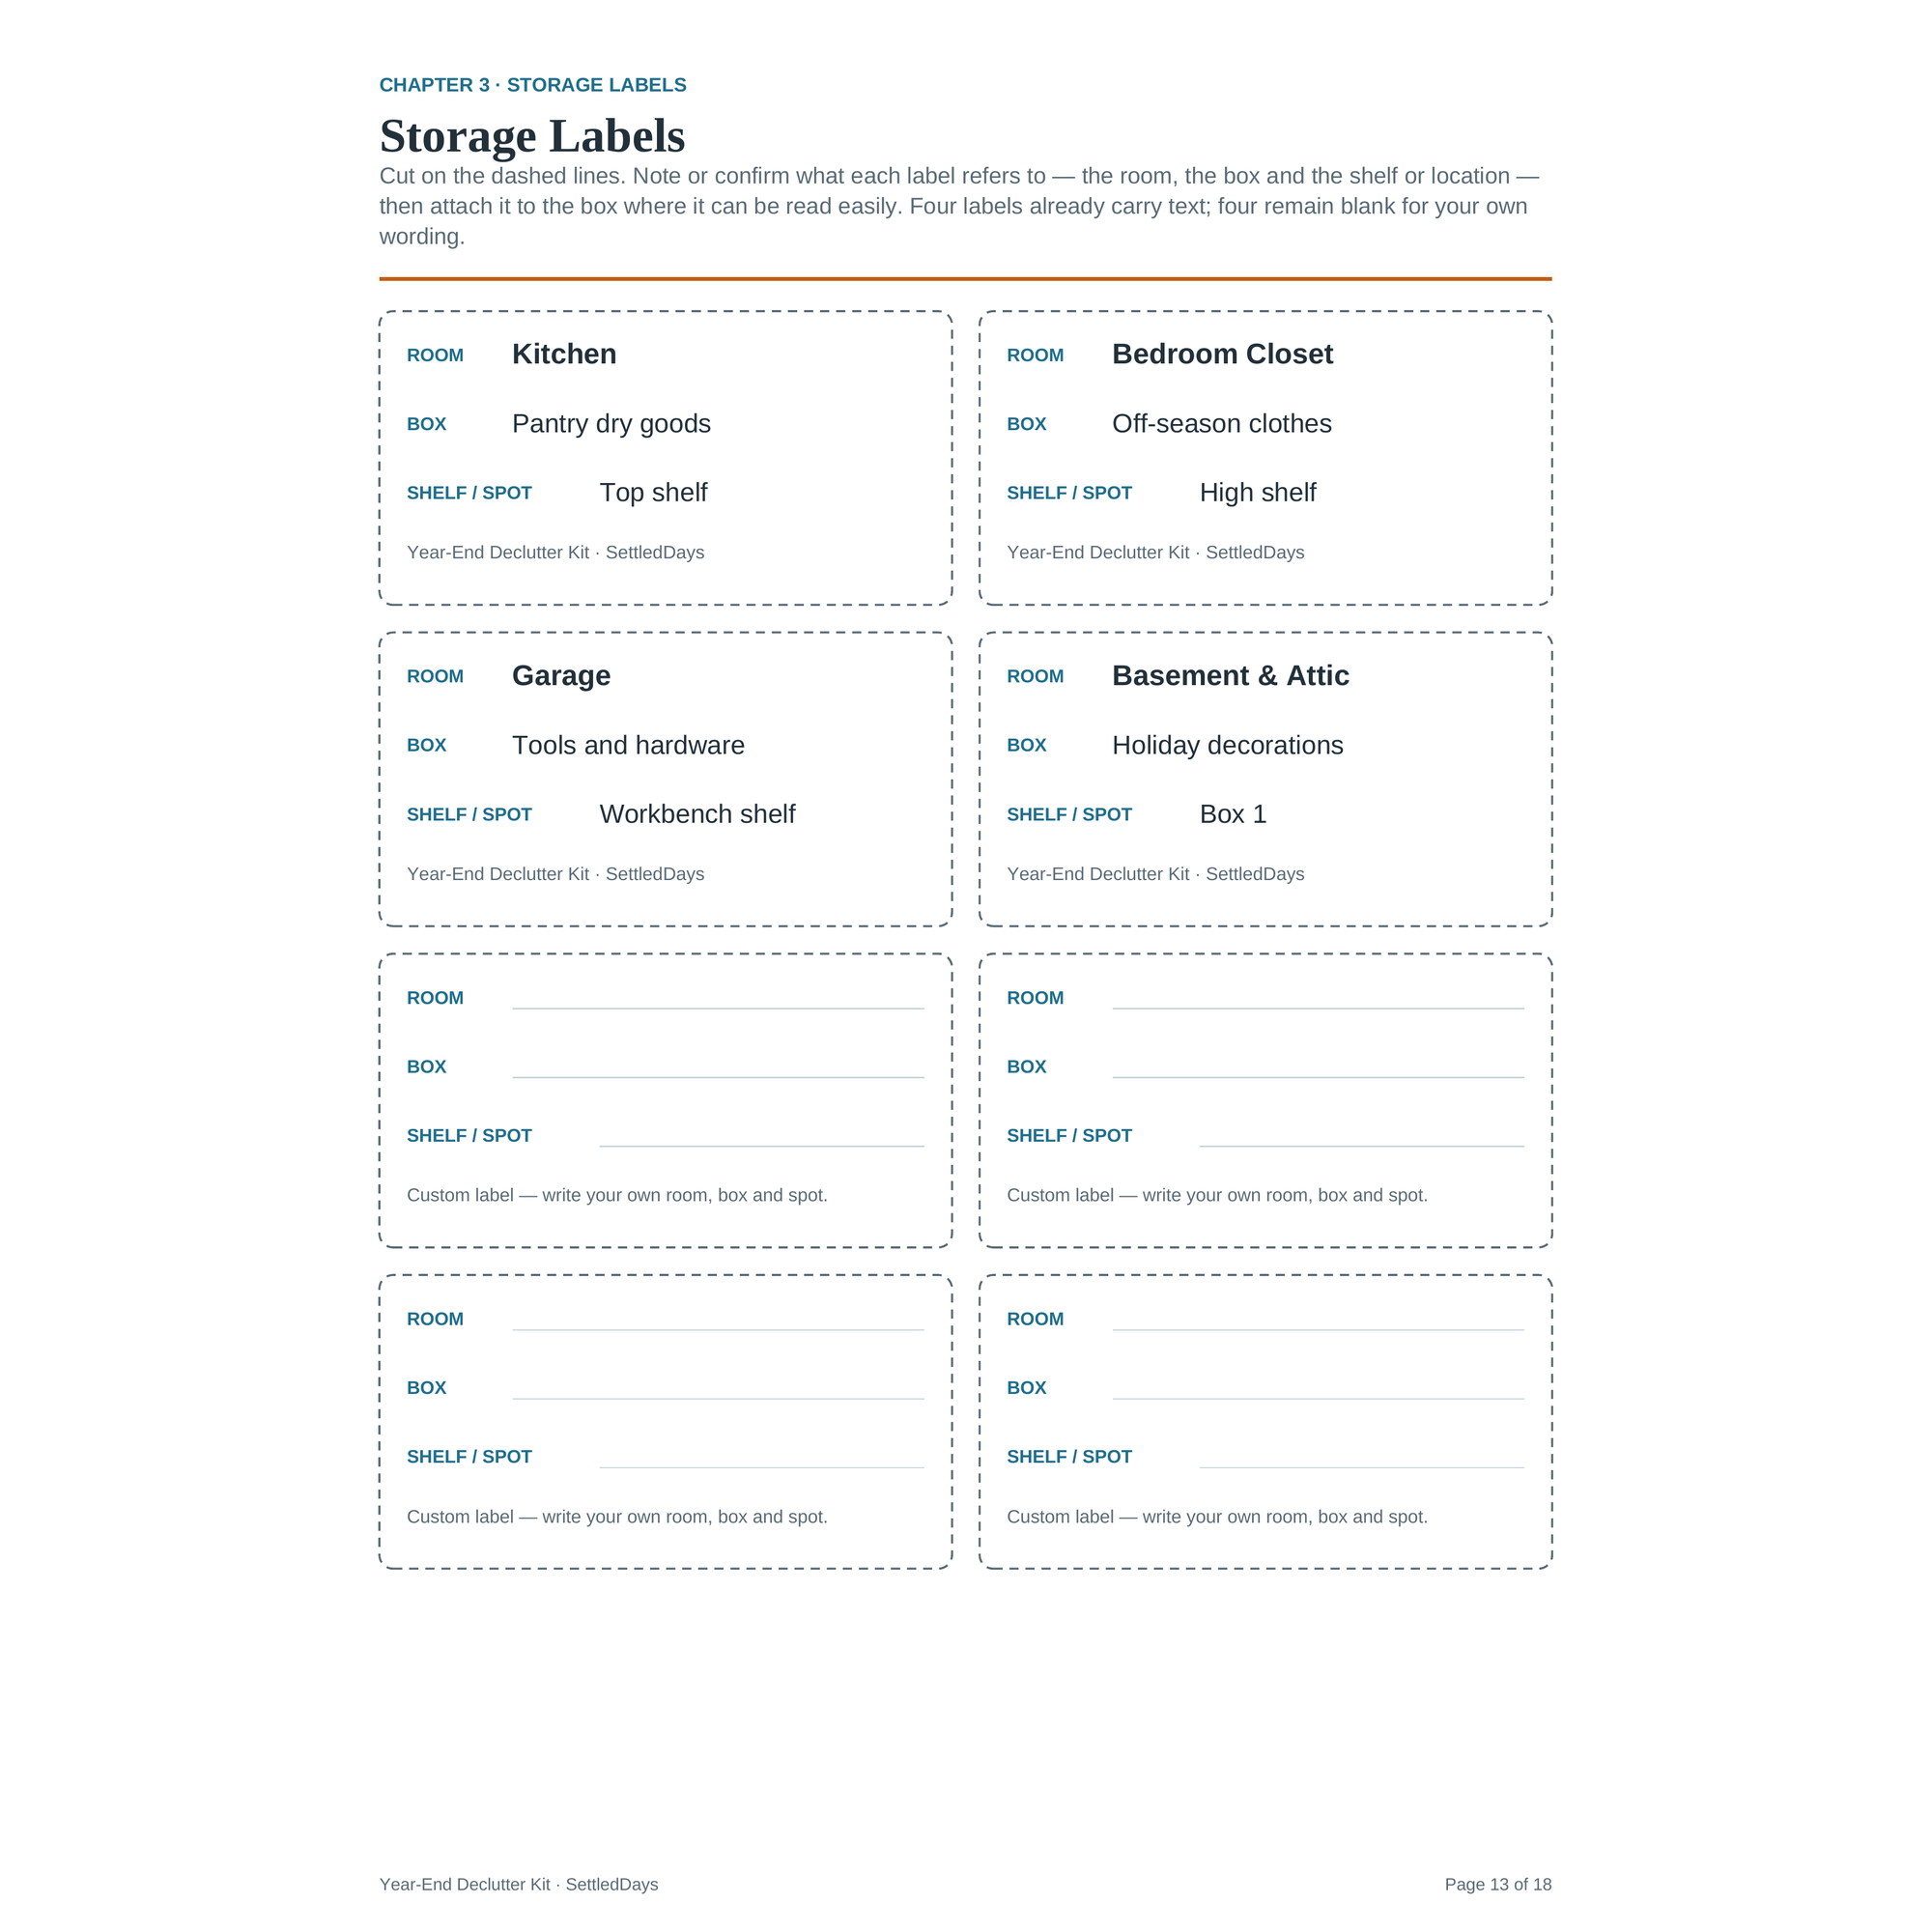 CHAPTER 3 · STORAGE LABELS
Storage Labels
Cut on the dashed lines. Note or confirm what each label refers to — the room, the box and the shelf or location —
then attach it to the box where it can be read easily. Four labels already carry text; four remain blank for your own
wording.
ROOM Kitchen
BOX Pantry dry goods
SHELF / SPOT Top shelf
Year-End Declutter Kit · SettledDays
ROOM Bedroom Closet
BOX Off-season clothes
SHELF / SPOT High shelf
Year-End Declutter Kit · SettledDays
ROOM Garage
BOX Tools and hardware
SHELF / SPOT Workbench shelf
Year-End Declutter Kit · SettledDays
ROOM Basement & Attic
BOX Holiday decorations
SHELF / SPOT Box 1
Year-End Declutter Kit · SettledDays
ROOM
BOX
SHELF / SPOT
Custom label — write your own room, box and spot.
ROOM
BOX
SHELF / SPOT
Custom label — write your own room, box and spot.
ROOM
BOX
SHELF / SPOT
Custom label — write your own room, box and spot.
ROOM
BOX
SHELF / SPOT
Custom label — write your own room, box and spot.
Year-End Declutter Kit · SettledDays
Page 13 of 18